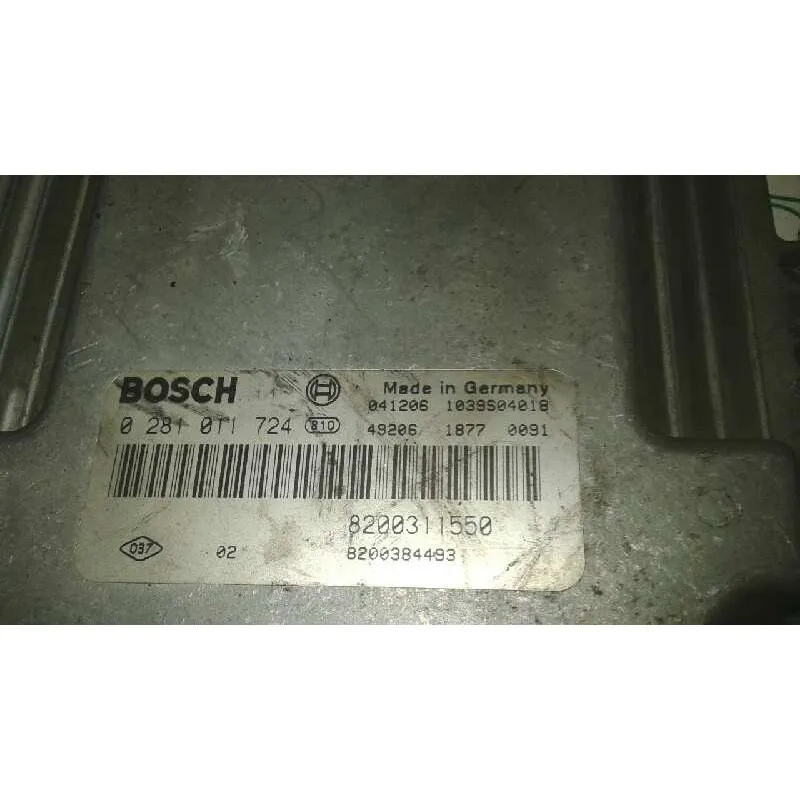 BOSCH
Made in Germany
041206 1039S04018
0 281 011 724 810
49206 1877 0091
8200311550
037 02 8200384493